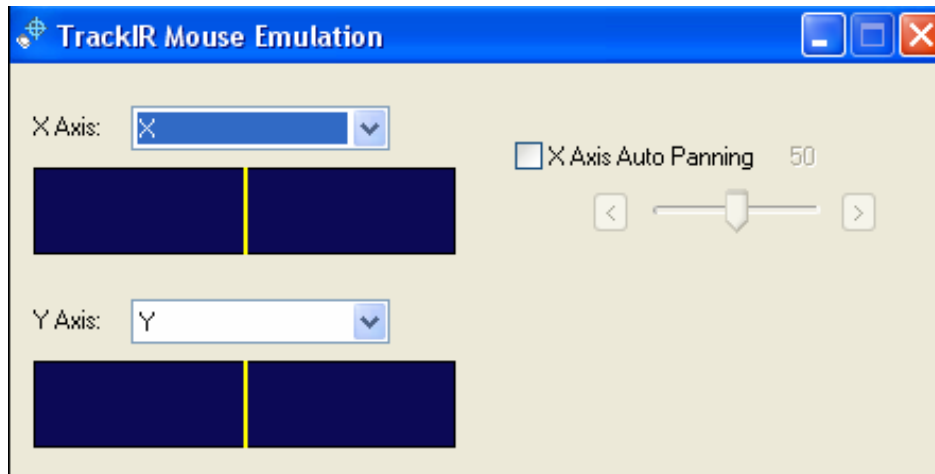 TrackIR Mouse Emulation
X Axis: X
X Axis Auto Panning 50
< >
Y Axis: Y